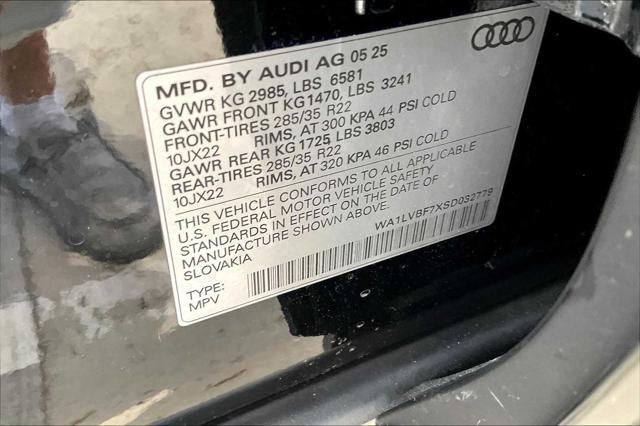 MFD. BY AUDI AG 05 25
GVWR KG 2985, LBS 6581
GAWR FRONT KG1470, LBS 3241
FRONT-TIRES 285/35 R22
10JX22 RIMS, AT 300 KPA 44 PSI COLD
GAWR REAR KG 1725 LBS 3803
REAR-TIRES 285/35 R22
10JX22 RIMS, AT 320 KPA 46 PSI COLD
THIS VEHICLE CONFORMS TO ALL APPLICABLE
U.S. FEDERAL MOTOR VEHICLE SAFETY
STANDARDS IN EFFECT ON THE DATE OF
MANUFACTURE SHOWN ABOVE.
SLOVAKIA
WA1LVBF7XSD032779
TYPE:
MPV